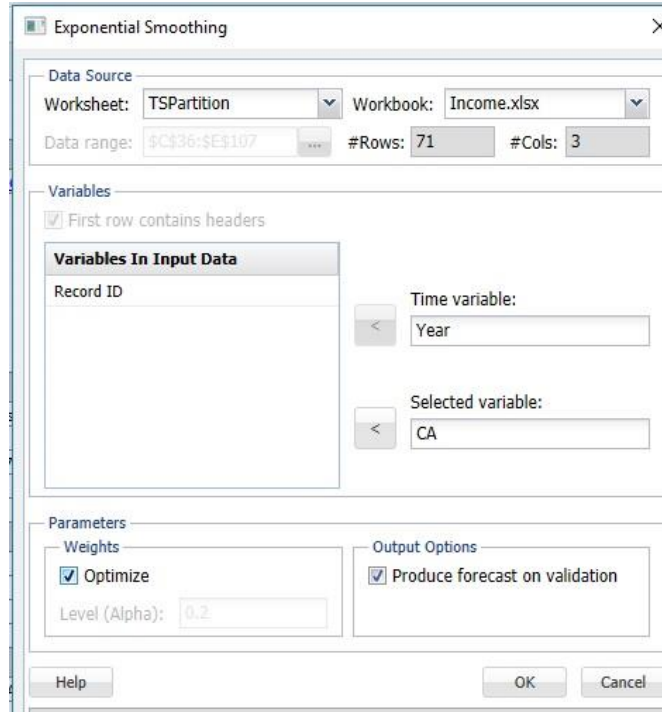 Exponential Smoothing
Data Source
Worksheet: TSPartition Workbook: Income.xlsx
Data range: $C$36:$E$107 ... #Rows: 71 #Cols: 3
Variables
First row contains headers
Variables In Input Data
Record ID
Time variable:
< Year
Selected variable:
< CA
Parameters
Weights
Optimize
Level (Alpha): 0.2
Output Options
Produce forecast on validation
Help OK Cancel